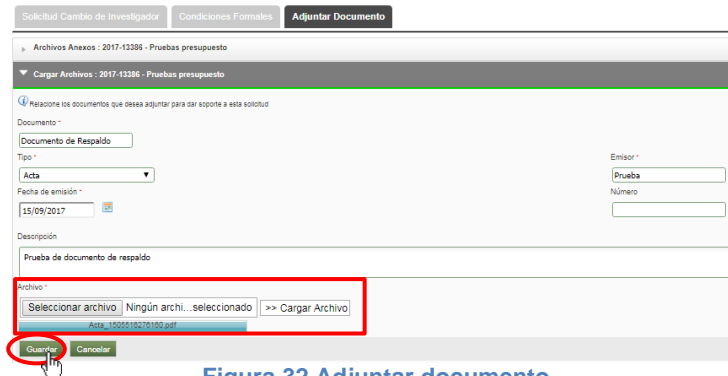 Solicitud Cambio de Investigador Condiciones Formales Adjuntar Documento
Archivos Anexos : 2017-13386 - Pruebas presupuesto
Cargar Archivos : 2017-13386 - Pruebas presupuesto
Relacione los documentos que desea adjuntar para dar soporte a esta solicitud
Documento *
Documento de Respaldo
Tipo * Emisor *
Acta Prueba
Fecha de emisión * Número
15/09/2017
Descripción
Prueba de documento de respaldo
Archivo *
Seleccionar archivo Ningún archi...seleccionado >> Cargar Archivo
Acta_1505516276160.pdf
Guardar Cancelar
Figura 32 Adjuntar documento